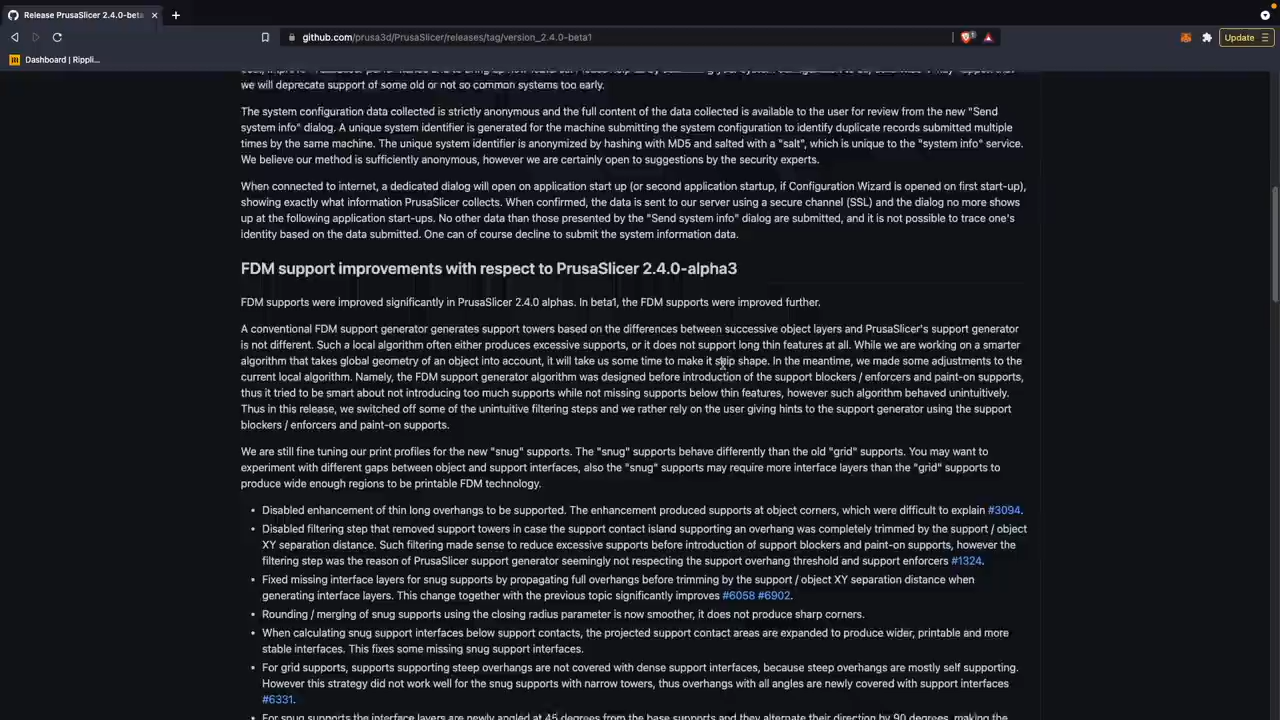 Release PrusaSlicer 2.4.0-beta
github.com/prusa3d/PrusaSlicer/releases/tag/version_2.4.0-beta1
Update
Dashboard | Rippli...
we will deprecate support of some old or not so common systems too early.
The system configuration data collected is strictly anonymous and the full content of the data collected is available to the user for review from the new "Send
system info" dialog. A unique system identifier is generated for the machine submitting the system configuration to identify duplicate records submitted multiple
times by the same machine. The unique system identifier is anonymized by hashing with MD5 and salted with a "salt", which is unique to the "system info" service.
We believe our method is sufficiently anonymous, however we are certainly open to suggestions by the security experts.
When connected to internet, a dedicated dialog will open on application start up (or second application startup, if Configuration Wizard is opened on first start-up),
showing exactly what information PrusaSlicer collects. When confirmed, the data is sent to our server using a secure channel (SSL) and the dialog no more shows
up at the following application start-ups. No other data than those presented by the "Send system info" dialog are submitted, and it is not possible to trace one's
identity based on the data submitted. One can of course decline to submit the system information data.
FDM support improvements with respect to PrusaSlicer 2.4.0-alpha3
FDM supports were improved significantly in PrusaSlicer 2.4.0 alphas. In beta1, the FDM supports were improved further.
A conventional FDM support generator generates support towers based on the differences between successive object layers and PrusaSlicer's support generator
is not different. Such a local algorithm often either produces excessive supports, or it does not support long thin features at all. While we are working on a smarter
algorithm that takes global geometry of an object into account, it will take us some time to make it ship shape. In the meantime, we made some adjustments to the
current local algorithm. Namely, the FDM support generator algorithm was designed before introduction of the support blockers / enforcers and paint-on supports,
thus it tried to be smart about not introducing too much supports while not missing supports below thin features, however such algorithm behaved unintuitively.
Thus in this release, we switched off some of the unintuitive filtering steps and we rather rely on the user giving hints to the support generator using the support
blockers / enforcers and paint-on supports.
We are still fine tuning our print profiles for the new "snug" supports. The "snug" supports behave differently than the old "grid" supports. You may want to
experiment with different gaps between object and support interfaces, also the "snug" supports may require more interface layers than the "grid" supports to
produce wide enough regions to be printable FDM technology.
• Disabled enhancement of thin long overhangs to be supported. The enhancement produced supports at object corners, which were difficult to explain #3094.
• Disabled filtering step that removed support towers in case the support contact island supporting an overhang was completely trimmed by the support / object
XY separation distance. Such filtering made sense to reduce excessive supports before introduction of support blockers and paint-on supports, however the
filtering step was the reason of PrusaSlicer support generator seemingly not respecting the support overhang threshold and support enforcers #1324.
• Fixed missing interface layers for snug supports by propagating full overhangs before trimming by the support / object XY separation distance when
generating interface layers. This change together with the previous topic significantly improves #6058 #6902.
• Rounding / merging of snug supports using the closing radius parameter is now smoother, it does not produce sharp corners.
• When calculating snug support interfaces below support contacts, the projected support contact areas are expanded to produce wider, printable and more
stable interfaces. This fixes some missing snug support interfaces.
• For grid supports, supports supporting steep overhangs are not covered with dense support interfaces, because steep overhangs are mostly self supporting.
However this strategy did not work well for the snug supports with narrow towers, thus overhangs with all angles are newly covered with support interfaces
#6331.
• For snug supports the interface layers are newly angled at 45 degrees from the base supports and they alternate their direction by 90 degrees, making the